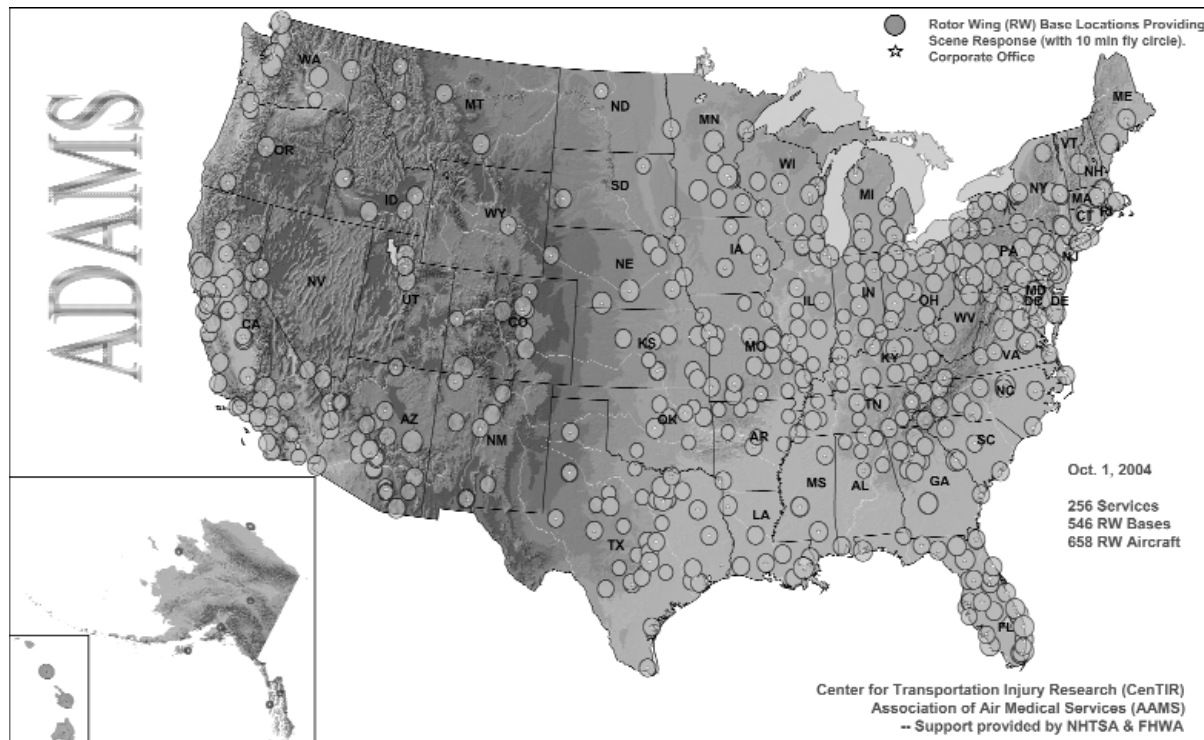 ADAMS
Rotor Wing (RW) Base Locations Providing
Scene Response (with 10 min fly circle).
Corporate Office
WA
MT
ND
MN
ME
OR
ID
WY
SD
WI
MI
VT
NH
NY
MA
CT
RI
NV
UT
NE
IA
PA
NJ
CA
CO
KS
MO
IL
IN
OH
WV
MD
DC
DE
KY
VA
AZ
NM
OK
AR
TN
NC
SC
TX
LA
MS
AL
GA
FL
Oct. 1, 2004
256 Services
546 RW Bases
658 RW Aircraft
Center for Transportation Injury Research (CenTIR)
Association of Air Medical Services (AAMS)
-- Support provided by NHTSA & FHWA